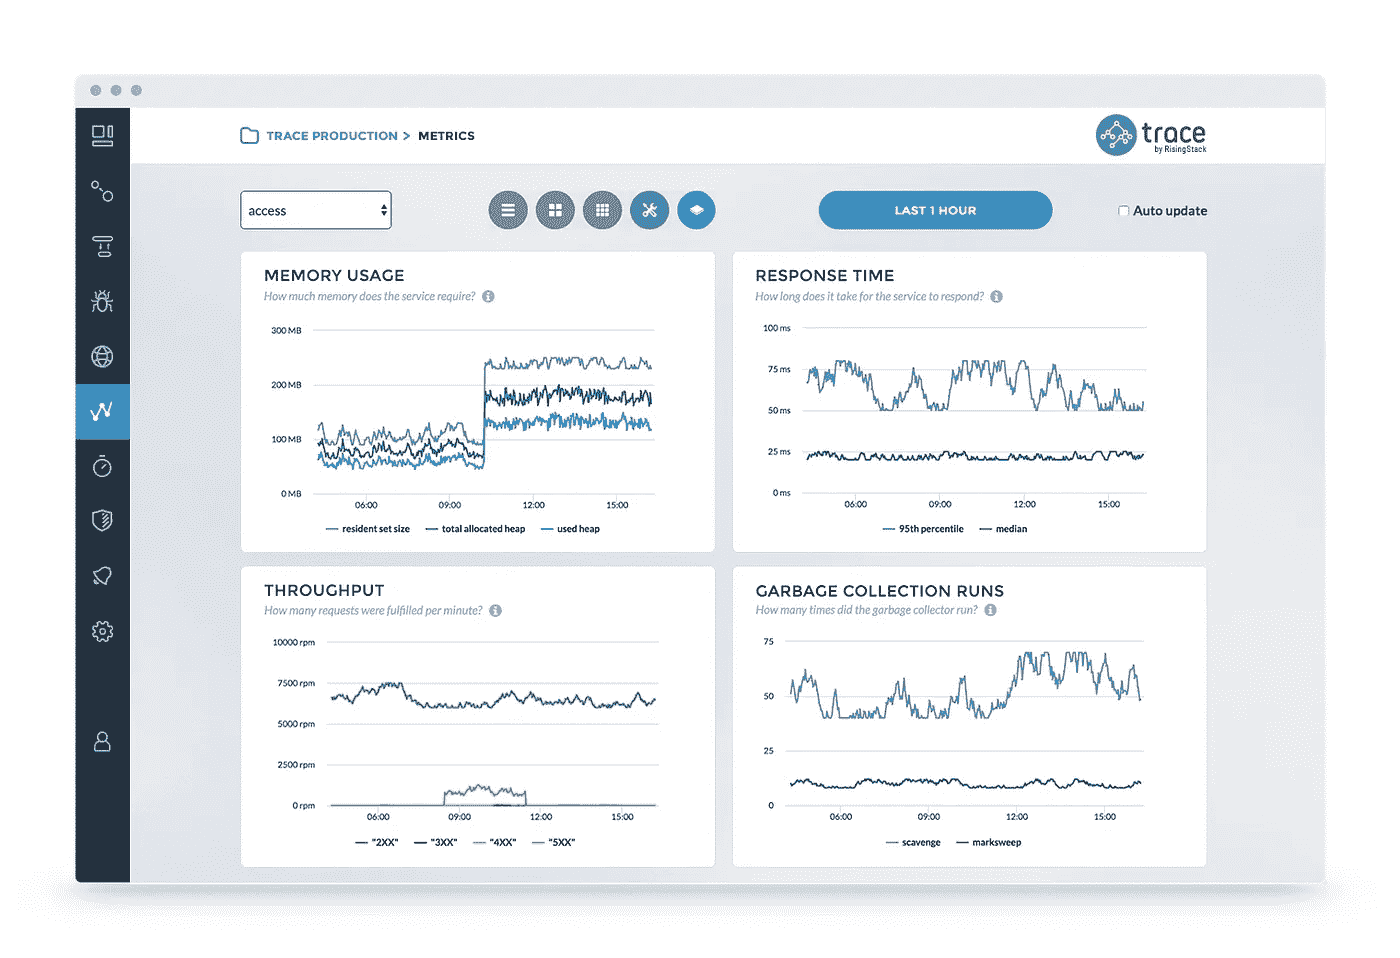 TRACE PRODUCTION > METRICS
trace
by RisingStack
access
LAST 1 HOUR
Auto update
MEMORY USAGE
How much memory does the service require?
300 MB
200 MB
100 MB
0 MB
06:00 09:00 12:00 15:00
resident set size total allocated heap used heap
RESPONSE TIME
How long does it take for the service to respond?
100 ms
75 ms
50 ms
25 ms
0 ms
06:00 09:00 12:00 15:00
95th percentile median
THROUGHPUT
How many requests were fulfilled per minute?
10000 rpm
7500 rpm
5000 rpm
2500 rpm
0 rpm
06:00 09:00 12:00 15:00
"2XX" "3XX" "4XX" "5XX"
GARBAGE COLLECTION RUNS
How many times did the garbage collector run?
75
50
25
0
06:00 09:00 12:00 15:00
scavenge marksweep